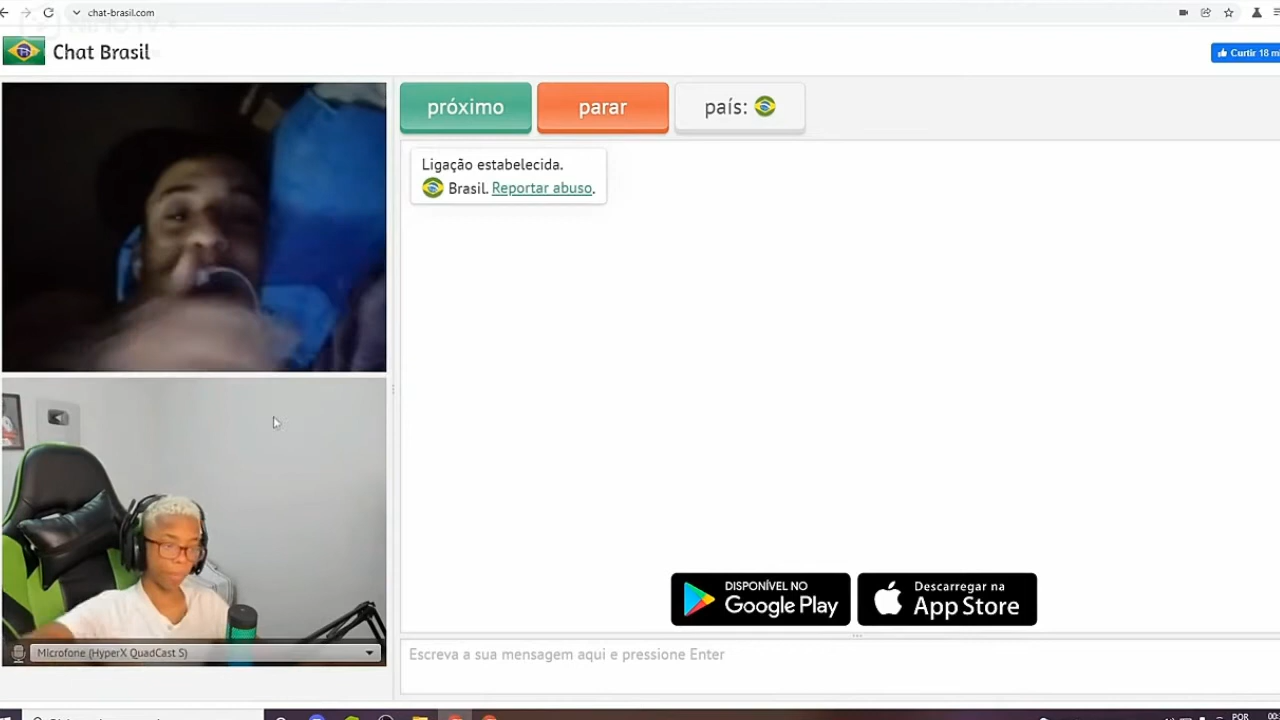 chat-brasil.com
Chat Brasil
Curtir 18 m
próximo
parar
país:
Ligação estabelecida.
Brasil. Reportar abuso.
DISPONÍVEL NO
Google Play
Descarregar na
App Store
Microfone (HyperX QuadCast S)
Escreva a sua mensagem aqui e pressione Enter
POR
00: